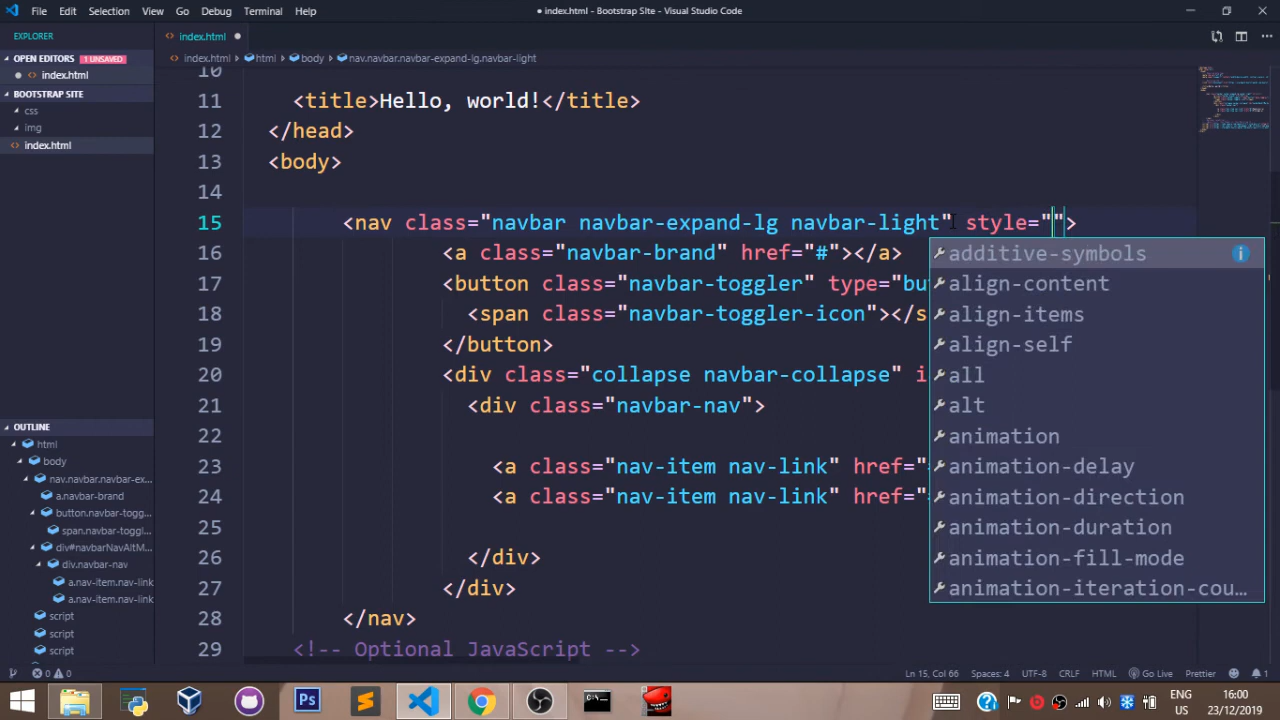 File Edit Selection View Go Debug Terminal Help
● index.html - Bootstrap Site - Visual Studio Code
EXPLORER
OPEN EDITORS 1 UNSAVED
● index.html
BOOTSTRAP SITE
css
img
index.html
OUTLINE
html
body
nav.navbar.navbar-ex...
a.navbar-brand
button.navbar-togg...
span.navbar-toggl...
div#navbarNavAltM...
div.navbar-nav
a.nav-item.nav-link
a.nav-item.nav-link
script
script
script
index.html ●
index.html > html > body > nav.navbar.navbar-expand-lg.navbar-light
10
11 <title>Hello, world!</title>
12 </head>
13 <body>
14
15 <nav class="navbar navbar-expand-lg navbar-light" style="">
16 <a class="navbar-brand" href="#"></a>
17 <button class="navbar-toggler" type="bu
18 <span class="navbar-toggler-icon"></s
19 </button>
20 <div class="collapse navbar-collapse" i
21 <div class="navbar-nav">
22
23 <a class="nav-item nav-link" href="
24 <a class="nav-item nav-link" href="
25
26 </div>
27 </div>
28 </nav>
29 <!-- Optional JavaScript -->
additive-symbols
align-content
align-items
align-self
all
alt
animation
animation-delay
animation-direction
animation-duration
animation-fill-mode
animation-iteration-cou...
0 0
Ln 15, Col 66 Spaces: 4 UTF-8 CRLF HTML Go Live Prettier 1
Ps
ENG
US
16:00
23/12/2019